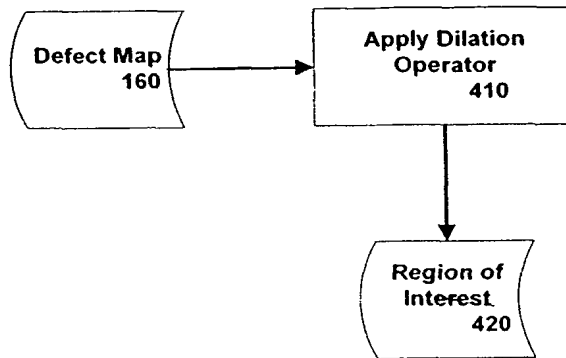 Defect Map
160
Apply Dilation
Operator
410
Region of
Interest
420